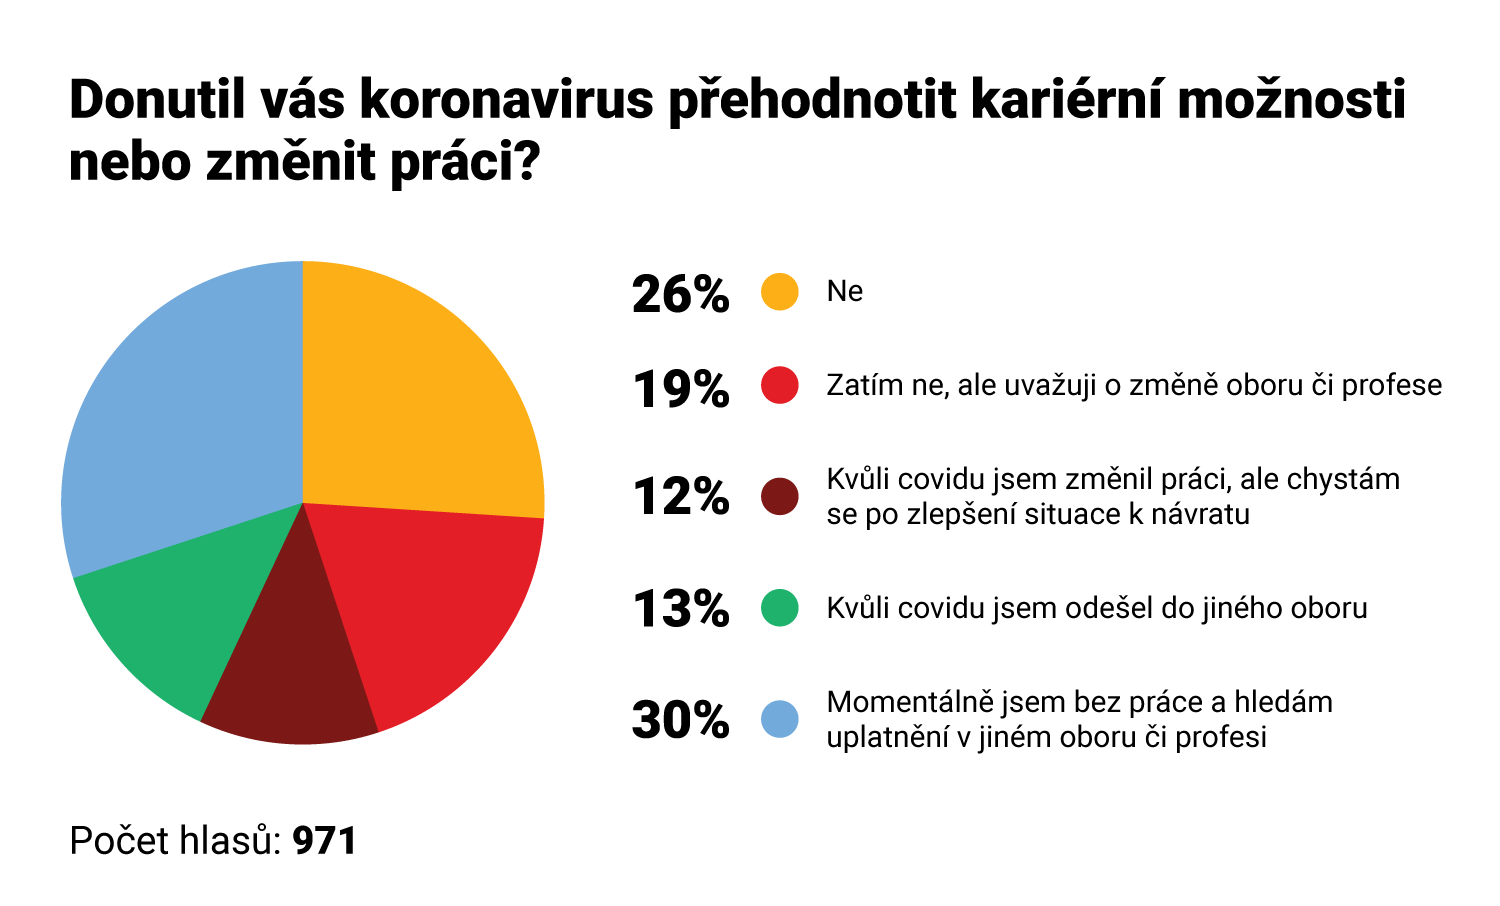 Donutil vás koronavirus přehodnotit kariérní možnosti
nebo změnit práci?
26% Ne
19% Zatím ne, ale uvažuji o změně oboru či profese
12% Kvůli covidu jsem změnil práci, ale chystám
se po zlepšení situace k návratu
13% Kvůli covidu jsem odešel do jiného oboru
30% Momentálně jsem bez práce a hledám
uplatnění v jiném oboru či profesi
Počet hlasů: 971